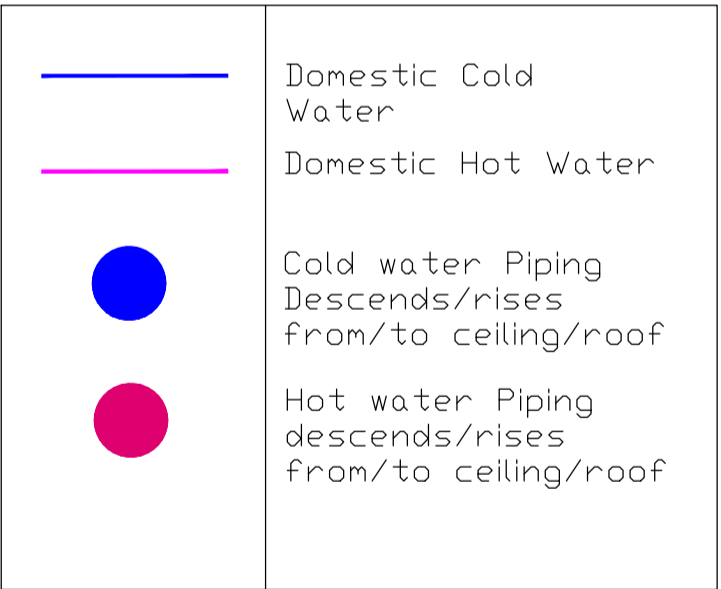 Domestic Cold
Water
Domestic Hot Water
Cold water Piping
Descends/rises
from/to ceiling/roof
Hot water Piping
descends/rises
from/to ceiling/roof